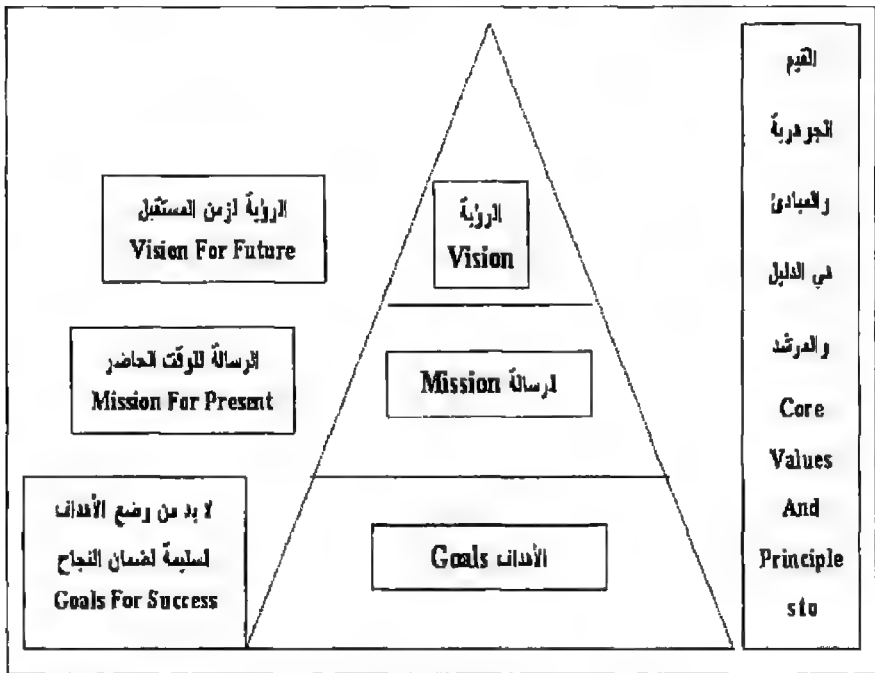 الرؤية لزمن المستقبل
Vision For Future
الرسالة للوقت الحاضر
Mission For Present
لا بد من وضع الأهداف
لسليمة لضمان النجاح
Goals For Success
الرؤية
Vision
Mission لرسالة
Goals الأهداف
القيم
الجوهرية
والمبادئ
في الدليل
والمرشد
Core
Values
And
Principle
sto